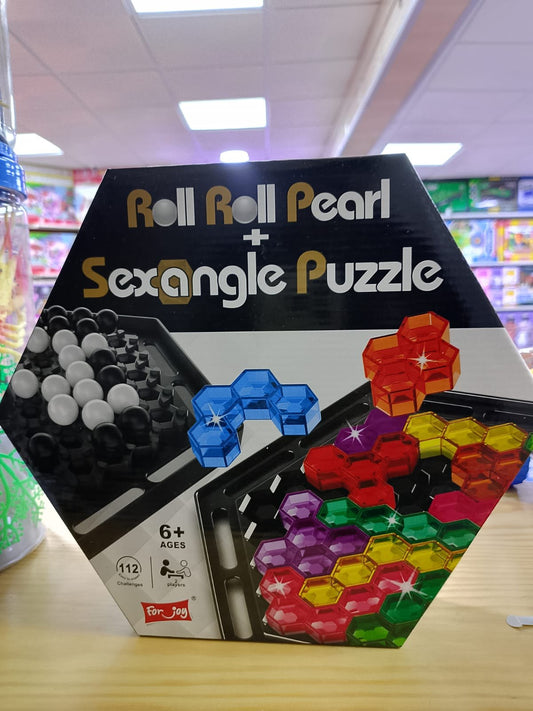 Roll Roll Pearl
+
Sexangle Puzzle
6+
AGES
112
Challenges
players
For joy
®